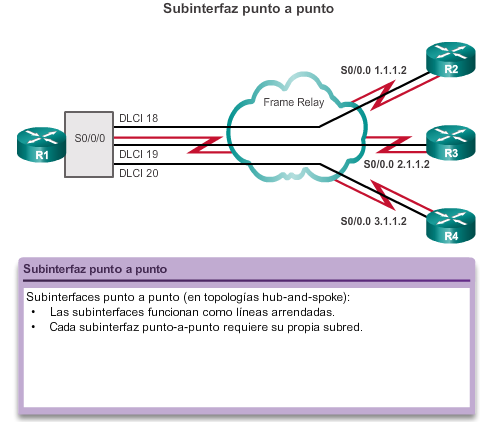 Subinterfaz punto a punto
R2
S0/0.0 1.1.1.2
Frame Relay
DLCI 18
S0/0/0
R1
DLCI 19
R3
S0/0.0 2.1.1.2
DLCI 20
S0/0.0 3.1.1.2
R4
Subinterfaz punto a punto
Subinterfaces punto a punto (en topologías hub-and-spoke):
• Las subinterfaces funcionan como líneas arrendadas.
• Cada subinterfaz punto-a-punto requiere su propia subred.